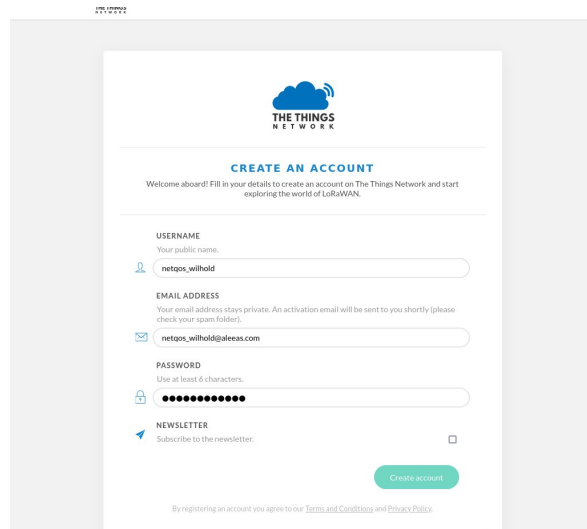 THE THINGS
NETWORK
THE THINGS
NETWORK
CREATE AN ACCOUNT
Welcome aboard! Fill in your details to create an account on The Things Network and start
exploring the world of LoRaWAN.
USERNAME
Your public name.
netqos_wilhold
EMAIL ADDRESS
Your email address stays private. An activation email will be sent to you shortly (please
check your spam folder).
netqos_wilhold@aleeas.com
PASSWORD
Use at least 6 characters.
●●●●●●●●●●●●
NEWSLETTER
Subscribe to the newsletter.
Create account
By registering an account you agree to our Terms and Conditions and Privacy Policy.